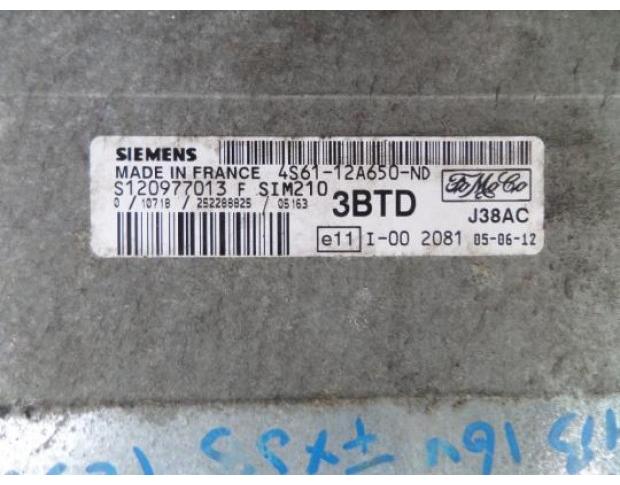 SIEMENS
MADE IN FRANCE 4S61-12A650-ND
S120977013 F SIM210
0 / 10718 / 252288825 / 05163
3BTD
FoMoCo
J38AC
e11 I-00 2081 05-06-12
16v